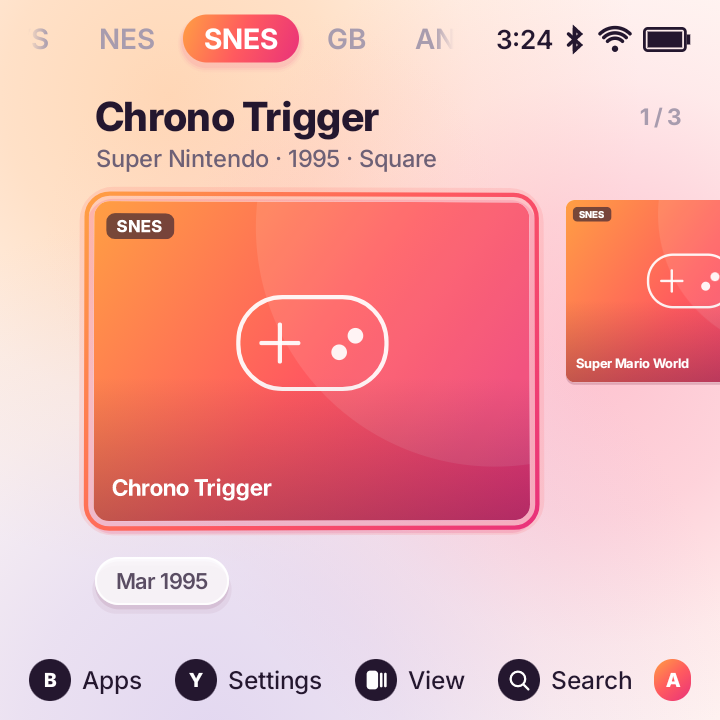 S NES SNES GB AN 3:24
Chrono Trigger
1 / 3
Super Nintendo · 1995 · Square
SNES
SNES
Super Mario World
Chrono Trigger
Mar 1995
B Apps Y Settings View Search A